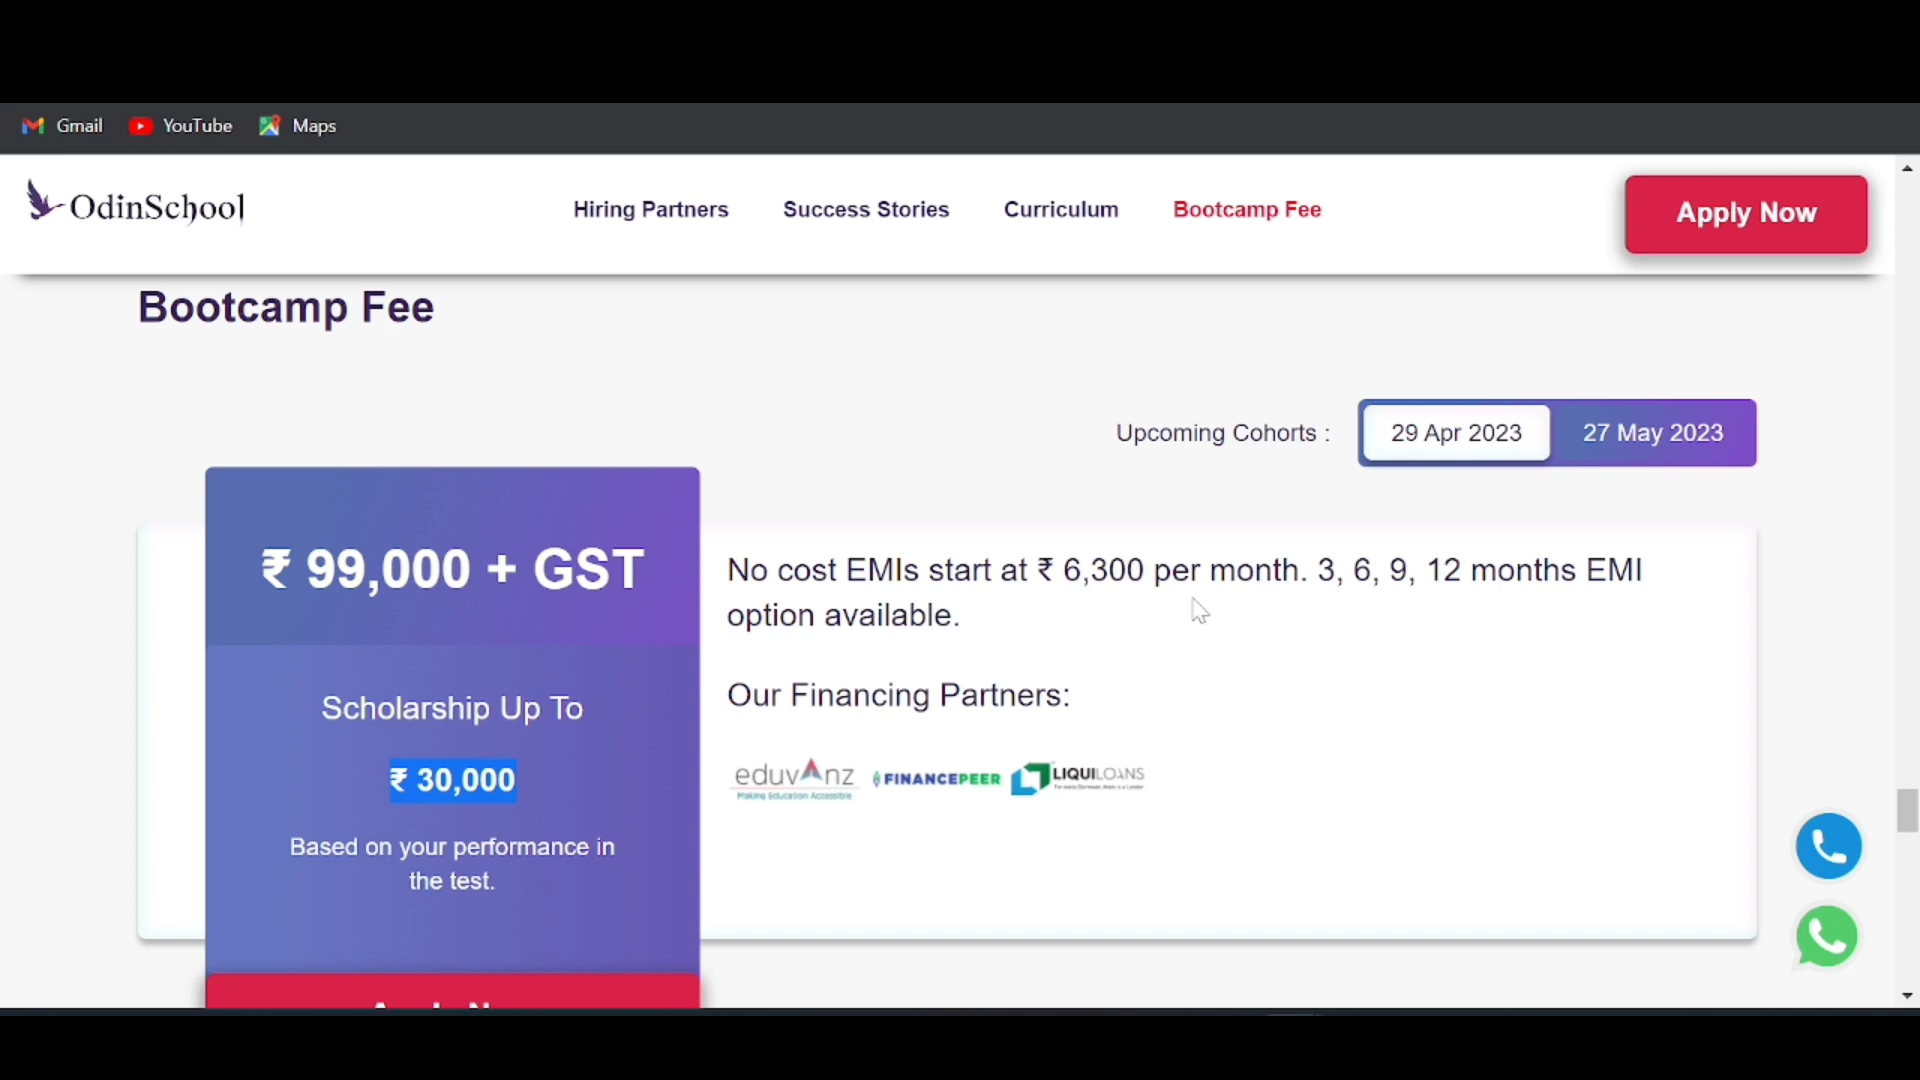 Gmail YouTube Maps
OdinSchool
Hiring Partners Success Stories Curriculum Bootcamp Fee
Apply Now
Bootcamp Fee
Upcoming Cohorts : 29 Apr 2023 27 May 2023
₹ 99,000 + GST
Scholarship Up To
₹ 30,000
Based on your performance in
the test.
No cost EMIs start at ₹ 6,300 per month. 3, 6, 9, 12 months EMI
option available.
Our Financing Partners:
eduvanz
Making Education Accessible
FINANCEPEER
LIQUILOANS